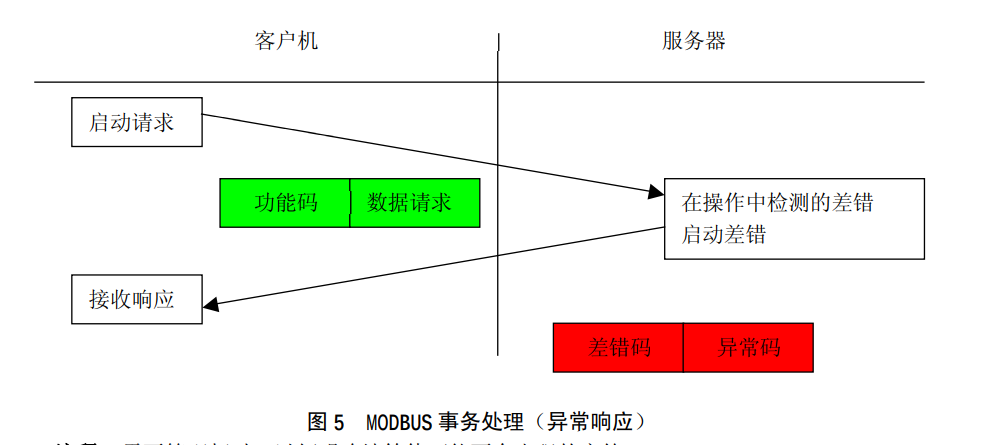 客户机
服务器
启动请求
功能码 数据请求
在操作中检测的差错
启动差错
接收响应
差错码 异常码
图 5 MODBUS 事务处理（异常响应）